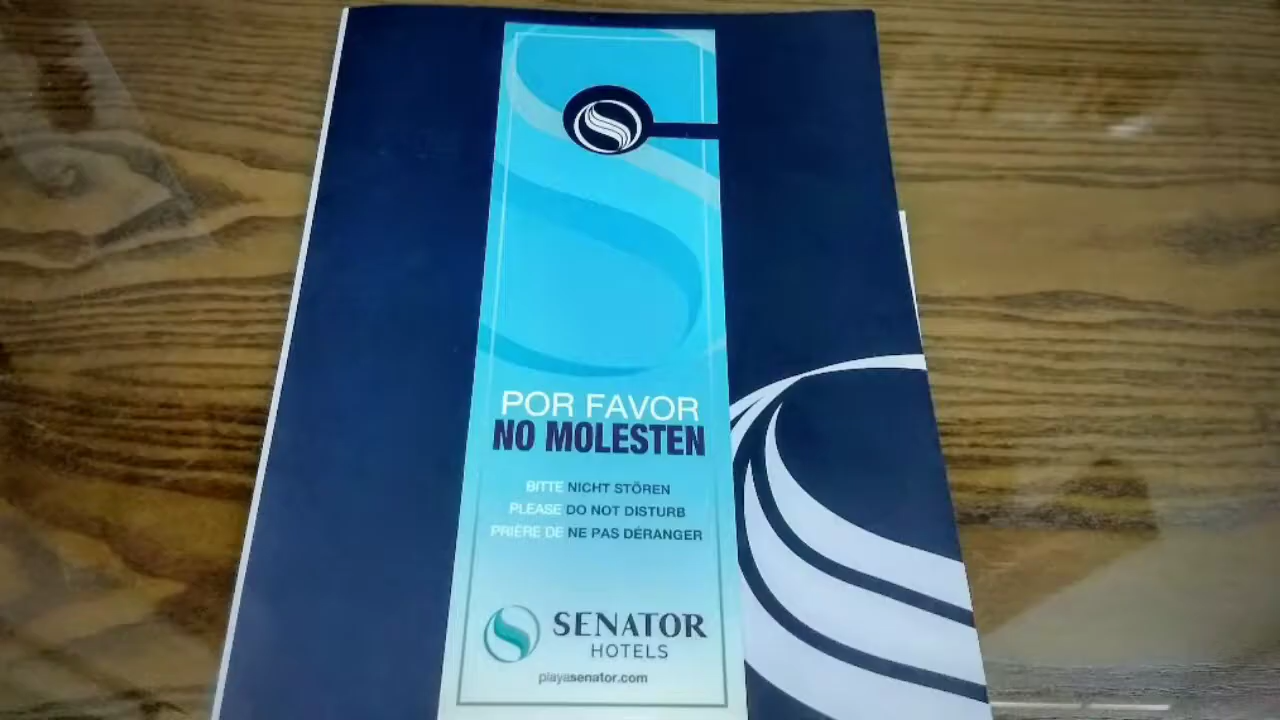 POR FAVOR
NO MOLESTEN
BITTE NICHT STÖREN
PLEASE DO NOT DISTURB
PRIÈRE DE NE PAS DÉRANGER
SENATOR
HOTELS
playasenator.com